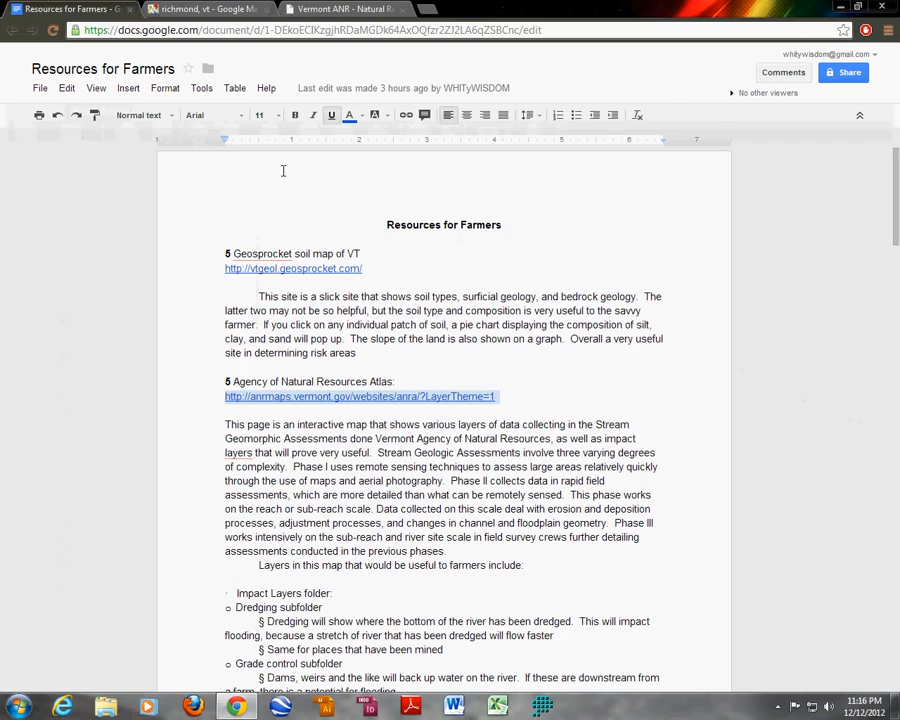 Resources for Farmers - G
richmond, vt - Google Ma
Vermont ANR - Natural R
https://docs.google.com/document/d/1-DEkoECIKzgjhRDaMGDk64AxOQfzr2ZJ2LA6qZSBCnc/edit
whitywisdom@gmail.com
Resources for Farmers
Comments
Share
File Edit View Insert Format Tools Table Help Last edit was made 3 hours ago by WHITyWISDOM
No other viewers
Normal text Arial 11 B I U A A
1 1 2 3 4 5 6 7
Resources for Farmers
5 Geosprocket soil map of VT
http://vtgeol.geosprocket.com/
This site is a slick site that shows soil types, surficial geology, and bedrock geology. The
latter two may not be so helpful, but the soil type and composition is very useful to the savvy
farmer. If you click on any individual patch of soil, a pie chart displaying the composition of silt,
clay, and sand will pop up. The slope of the land is also shown on a graph. Overall a very useful
site in determining risk areas
5 Agency of Natural Resources Atlas:
http://anrmaps.vermont.gov/websites/anra/?LayerTheme=1
This page is an interactive map that shows various layers of data collecting in the Stream
Geomorphic Assessments done Vermont Agency of Natural Resources, as well as impact
layers that will prove very useful. Stream Geologic Assessments involve three varying degrees
of complexity. Phase I uses remote sensing techniques to assess large areas relatively quickly
through the use of maps and aerial photography. Phase II collects data in rapid field
assessments, which are more detailed than what can be remotely sensed. This phase works
on the reach or sub-reach scale. Data collected on this scale deal with erosion and deposition
processes, adjustment processes, and changes in channel and floodplain geometry. Phase III
works intensively on the sub-reach and river site scale in field survey crews further detailing
assessments conducted in the previous phases.
Layers in this map that would be useful to farmers include:
· Impact Layers folder:
o Dredging subfolder
§ Dredging will show where the bottom of the river has been dredged. This will impact
flooding, because a stretch of river that has been dredged will flow faster
§ Same for places that have been mined
o Grade control subfolder
§ Dams, weirs and the like will back up water on the river. If these are downstream from
a farm, there is a potential for flooding
Ai
Id
W
X
11:16 PM
12/12/2012